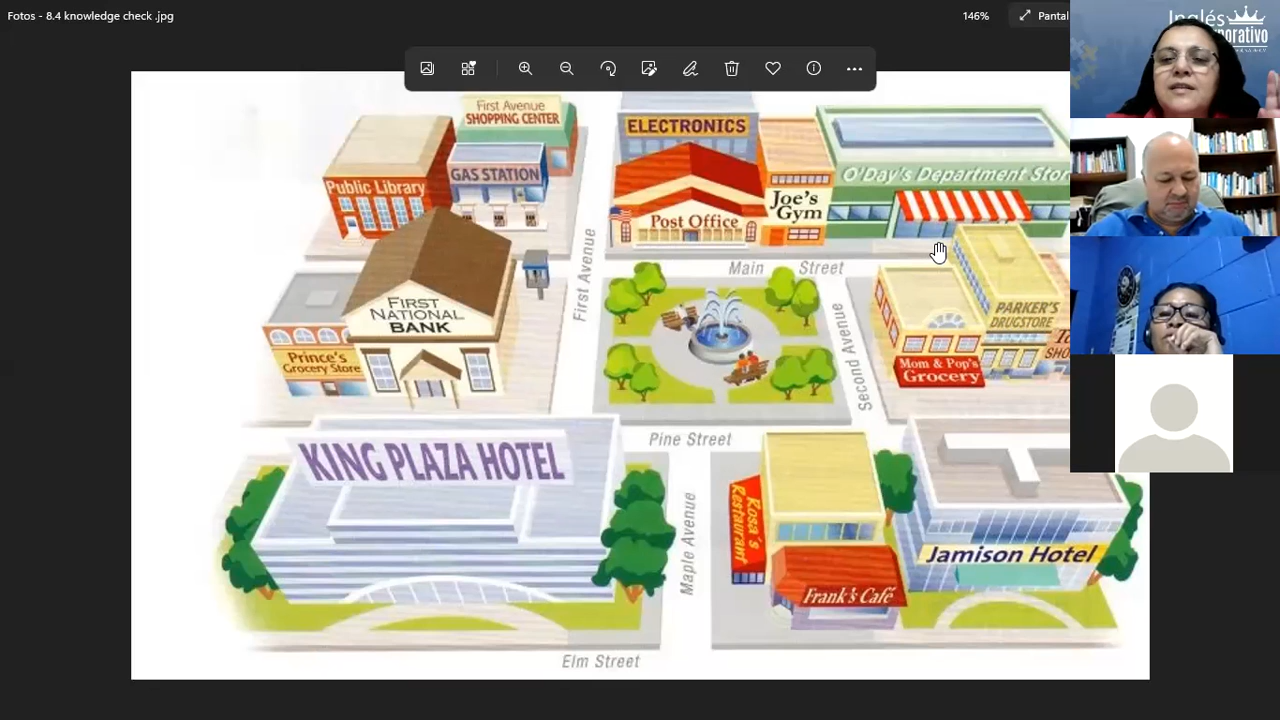 Fotos - 8.4 knowledge check .jpg
146%
Pantal
Inglés
First Avenue
SHOPPING CENTER
ELECTRONICS
GAS STATION
Public Library
O'Day's Department Stor
Joe's
Gym
Post Office
Main Street
First Avenue
FIRST
NATIONAL
BANK
Prince's
Grocery Store
PARKER'S
DRUGSTORE
Mom & Pop's
Grocery
Second Avenue
Pine Street
KING PLAZA HOTEL
Maple Avenue
Rosa's
Restaurant
Jamison Hotel
Frank's Café
Elm Street